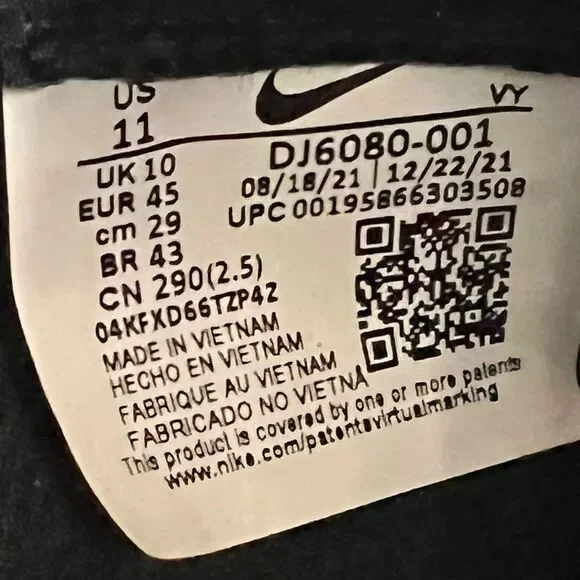 US
11
VY
UK 10
EUR 45
cm 29
BR 43
CN 290(2.5)
DJ6080-001
08/18/21 | 12/22/21
UPC 00195866303508
04KFXD66TZP42
MADE IN VIETNAM
HECHO EN VIETNAM
FABRIQUE AU VIETNAM
FABRICADO NO VIETNA
This product is covered by one or more patents
www.nike.com/patentsvirtualmarking